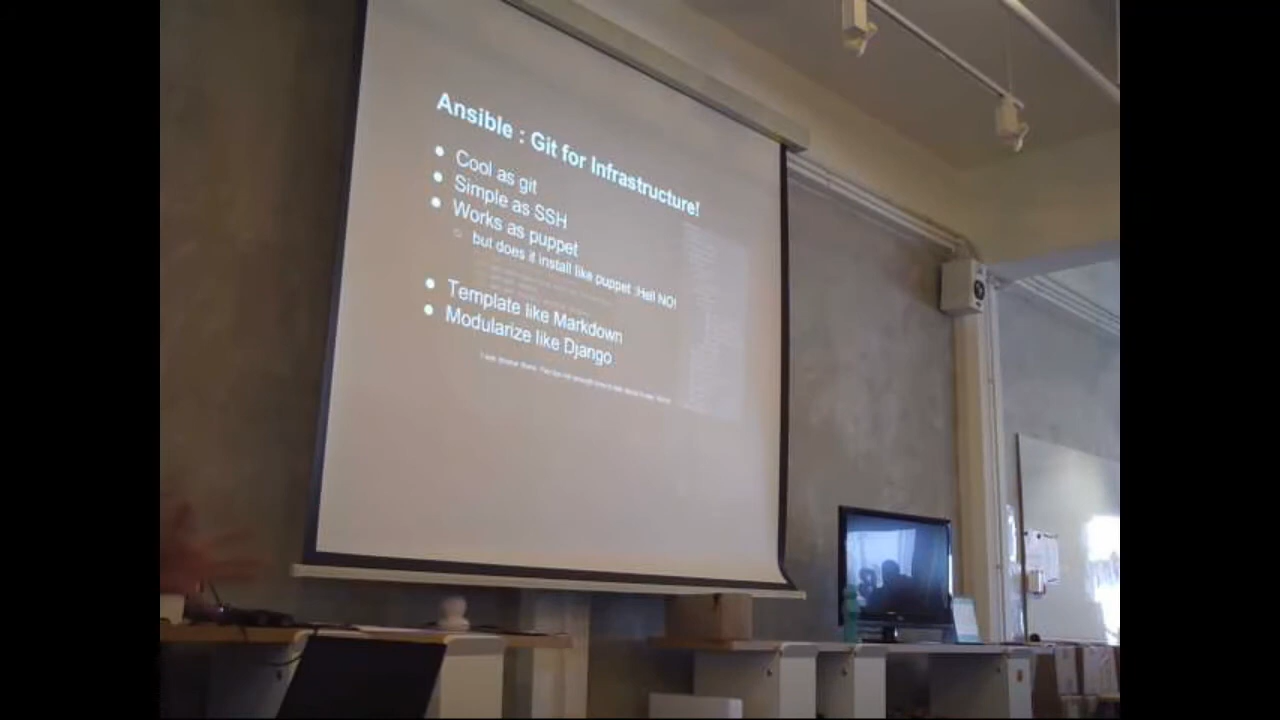 Ansible : Git for Infrastructure!
Cool as git
Simple as SSH
Works as puppet
but does it install like puppet :Hell NO!
Template like Markdown
Modularize like Django